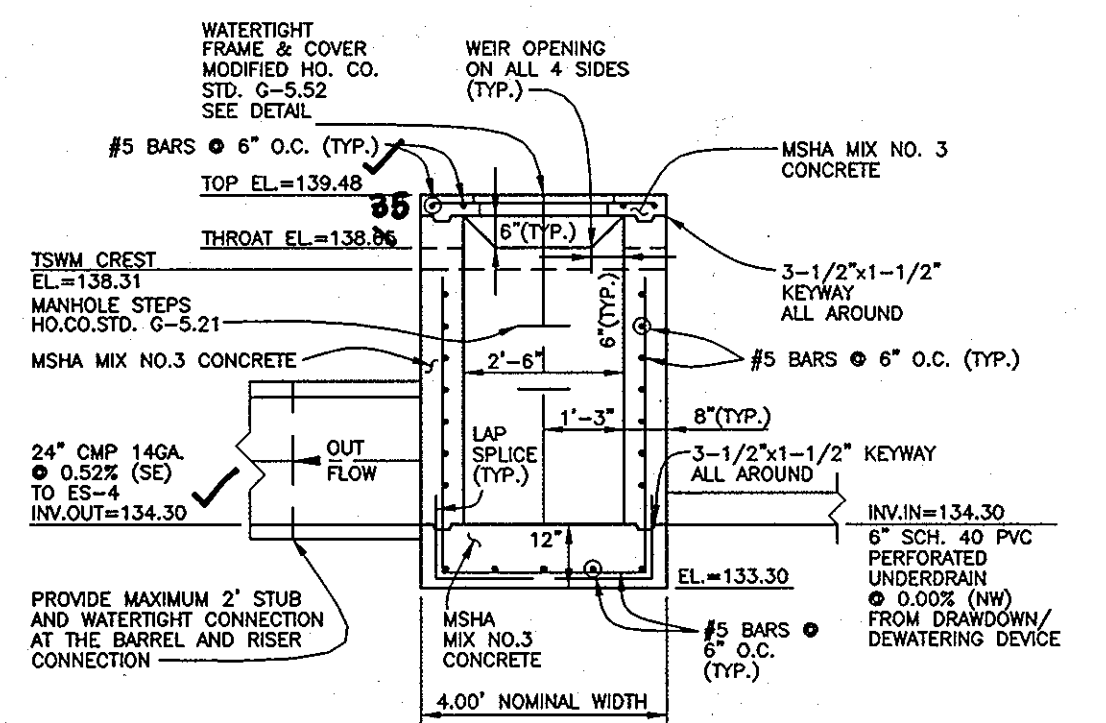 WATERTIGHT
FRAME & COVER
MODIFIED HO. CO.
STD. G-5.52
SEE DETAIL
WEIR OPENING
ON ALL 4 SIDES
(TYP.)
#5 BARS @ 6" O.C. (TYP.)
MSHA MIX NO. 3
CONCRETE
TOP EL.=139.48
35
THROAT EL.=138.66
6"(TYP.)
TSWM CREST
EL.=138.31
3-1/2"x1-1/2"
KEYWAY
ALL AROUND
MANHOLE STEPS
HO.CO.STD. G-5.21
6"(TYP.)
MSHA MIX NO.3 CONCRETE
2'-6"
#5 BARS @ 6" O.C. (TYP.)
1'-3"
8"(TYP.)
24" CMP 14GA.
@ 0.52% (SE)
TO ES-4
INV.OUT=134.30
OUT
FLOW
LAP
SPLICE
(TYP.)
3-1/2"x1-1/2" KEYWAY
ALL AROUND
12"
INV.IN=134.30
6" SCH. 40 PVC
PERFORATED
UNDERDRAIN
@ 0.00% (NW)
FROM DRAWDOWN/
DEWATERING DEVICE
EL.=133.30
PROVIDE MAXIMUM 2' STUB
AND WATERTIGHT CONNECTION
AT THE BARREL AND RISER
CONNECTION
MSHA
MIX NO.3
CONCRETE
#5 BARS @
6" O.C.
(TYP.)
4.00' NOMINAL WIDTH